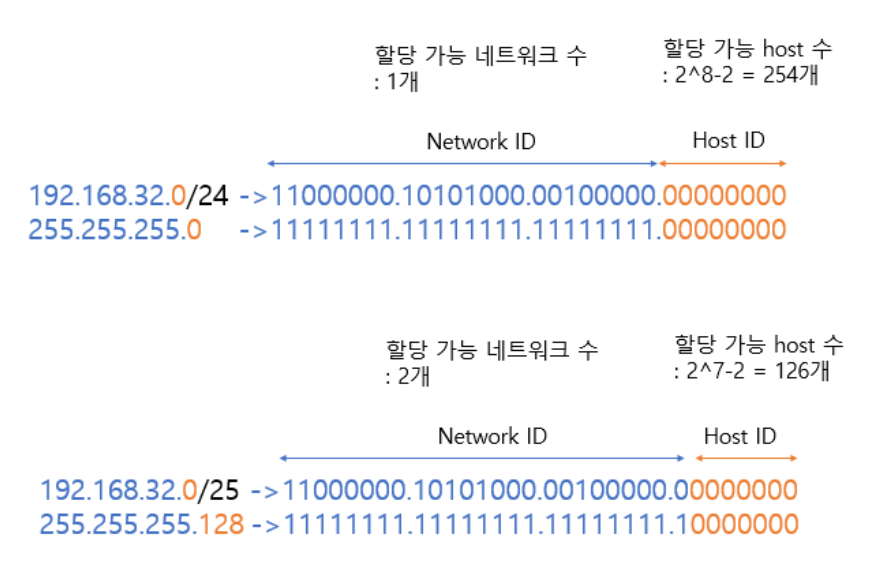 할당 가능 네트워크 수
: 1개
할당 가능 host 수
: 2^8-2 = 254개
Network ID
Host ID
192.168.32.0/24 ->11000000.10101000.00100000.00000000
255.255.255.0 ->11111111.11111111.11111111.00000000
할당 가능 네트워크 수
: 2개
할당 가능 host 수
: 2^7-2 = 126개
Network ID
Host ID
192.168.32.0/25 ->11000000.10101000.00100000.00000000
255.255.255.128 ->11111111.11111111.11111111.10000000